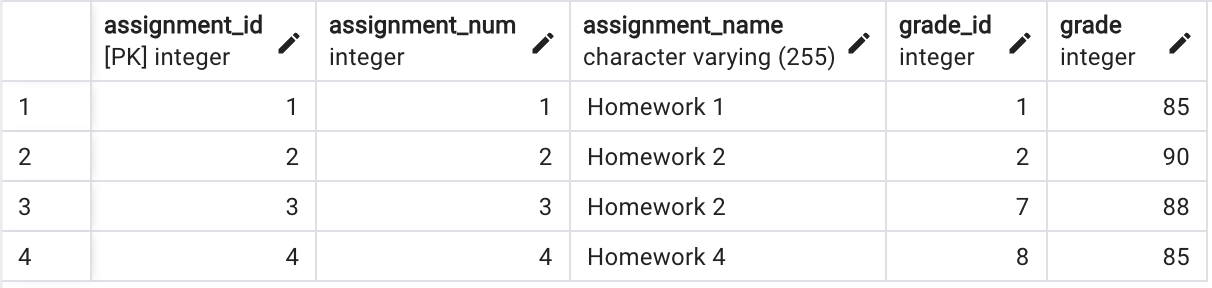 assignment_id assignment_num assignment_name grade_id grade
[PK] integer integer character varying (255) integer integer
1 1 1 Homework 1 1 85
2 2 2 Homework 2 2 90
3 3 3 Homework 2 7 88
4 4 4 Homework 4 8 85